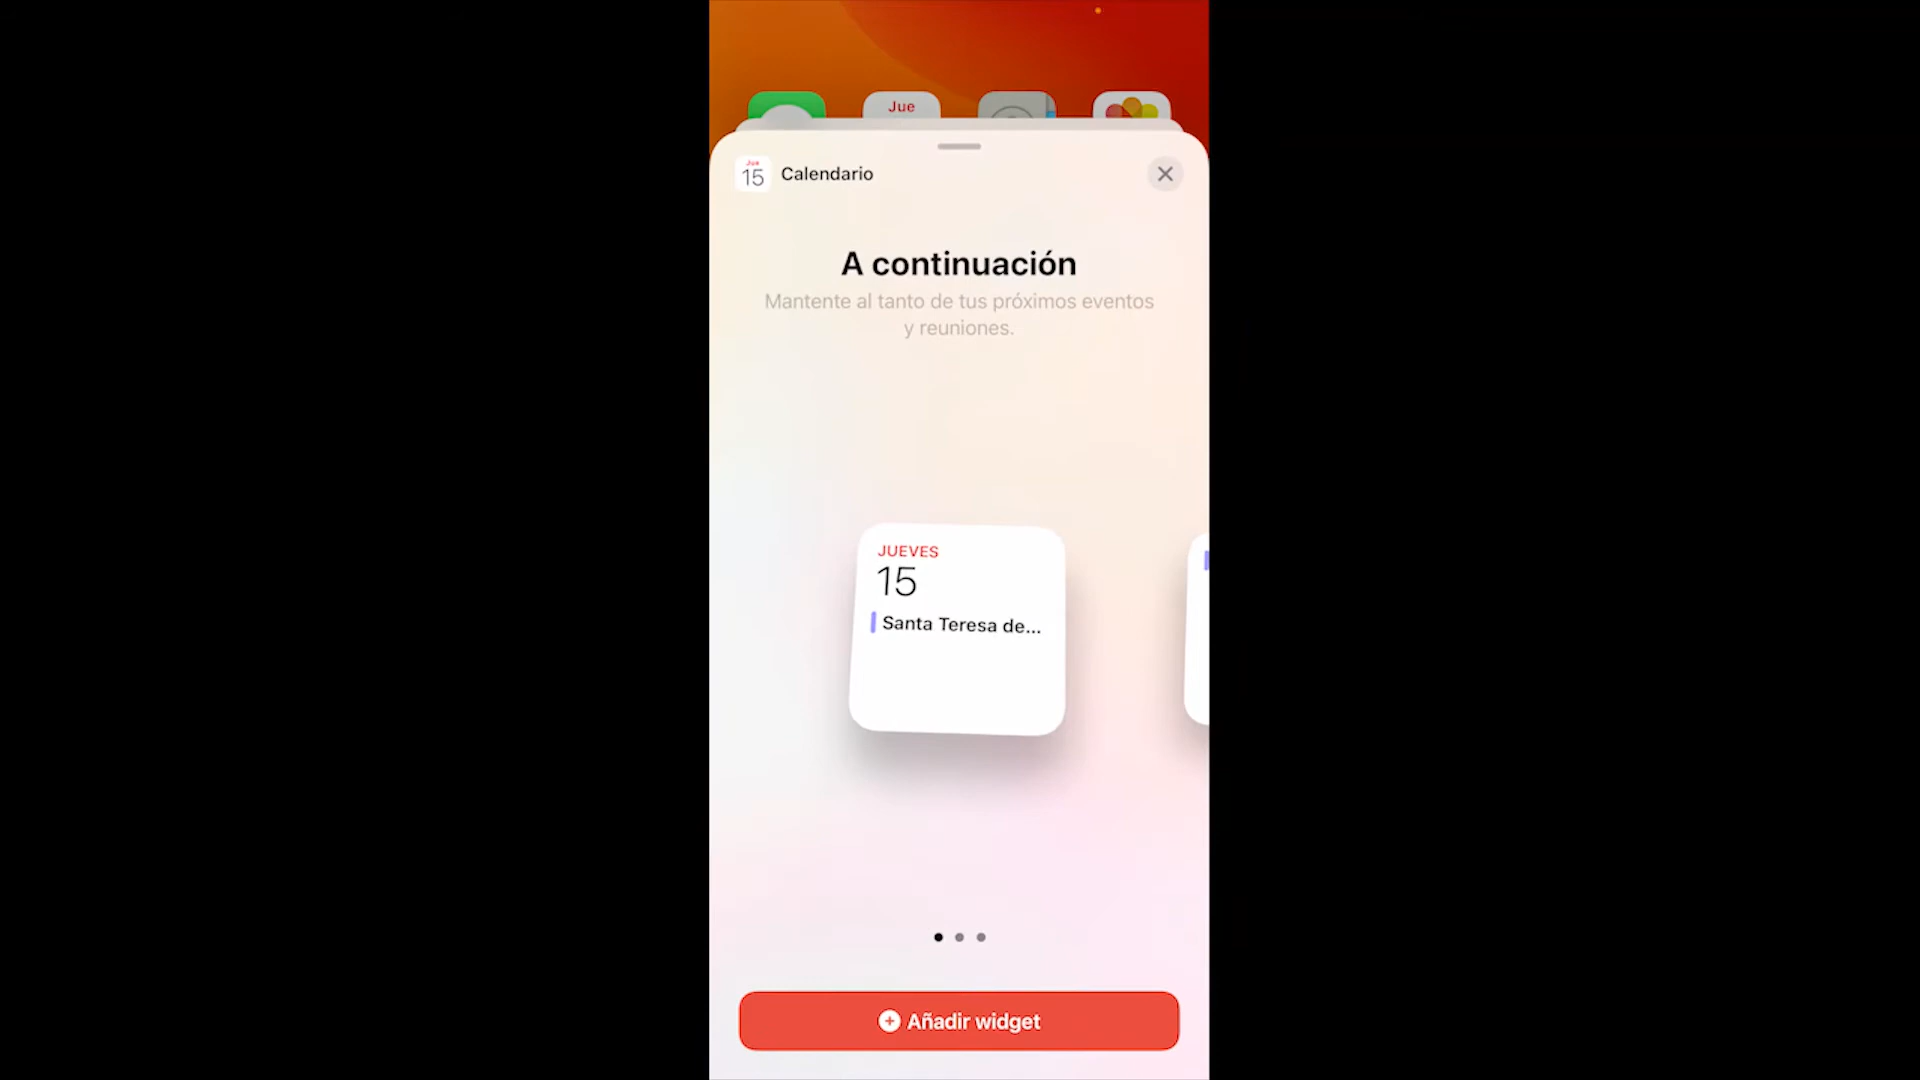 Jue
Jue
15
Calendario
A continuación
Mantente al tanto de tus próximos eventos
y reuniones.
JUEVES
15
Santa Teresa de...
Añadir widget